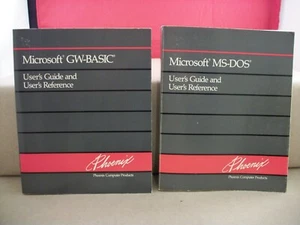 Microsoft® GW-BASIC®
User's Guide and
User's Reference
Phoenix
Phoenix Computer Products
Microsoft® MS-DOS®
User's Guide and
User's Reference
Phoenix
Phoenix Computer Products